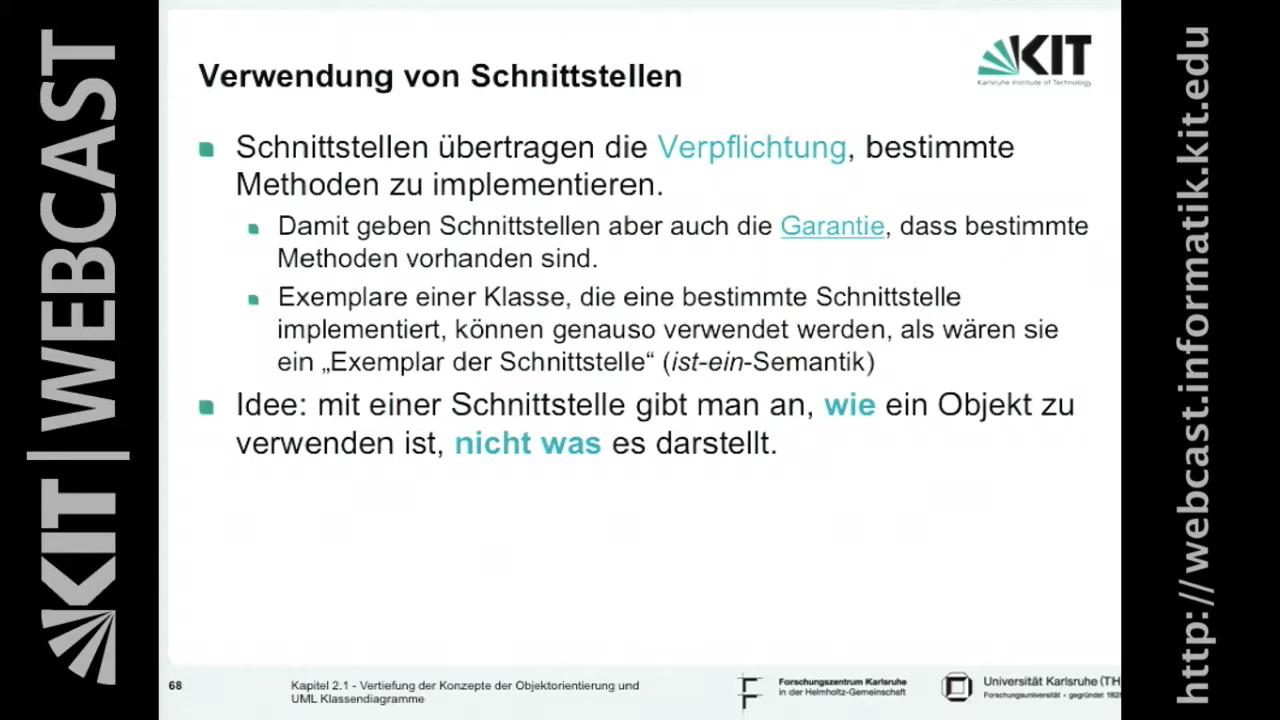 KIT | WEBCAST
Verwendung von Schnittstellen
KIT
Karlsruhe Institute of Technology
Schnittstellen übertragen die Verpflichtung, bestimmte
Methoden zu implementieren.
Damit geben Schnittstellen aber auch die Garantie, dass bestimmte
Methoden vorhanden sind.
Exemplare einer Klasse, die eine bestimmte Schnittstelle
implementiert, können genauso verwendet werden, als wären sie
ein „Exemplar der Schnittstelle“ (ist-ein-Semantik)
Idee: mit einer Schnittstelle gibt man an, wie ein Objekt zu
verwenden ist, nicht was es darstellt.
68
Kapitel 2.1 - Vertiefung der Konzepte der Objektorientierung und
UML Klassendiagramme
Forschungszentrum Karlsruhe
in der Helmholtz-Gemeinschaft
Universität Karlsruhe (TH
Forschungsuniversität • gegründet 182
http://webcast.informatik.kit.edu